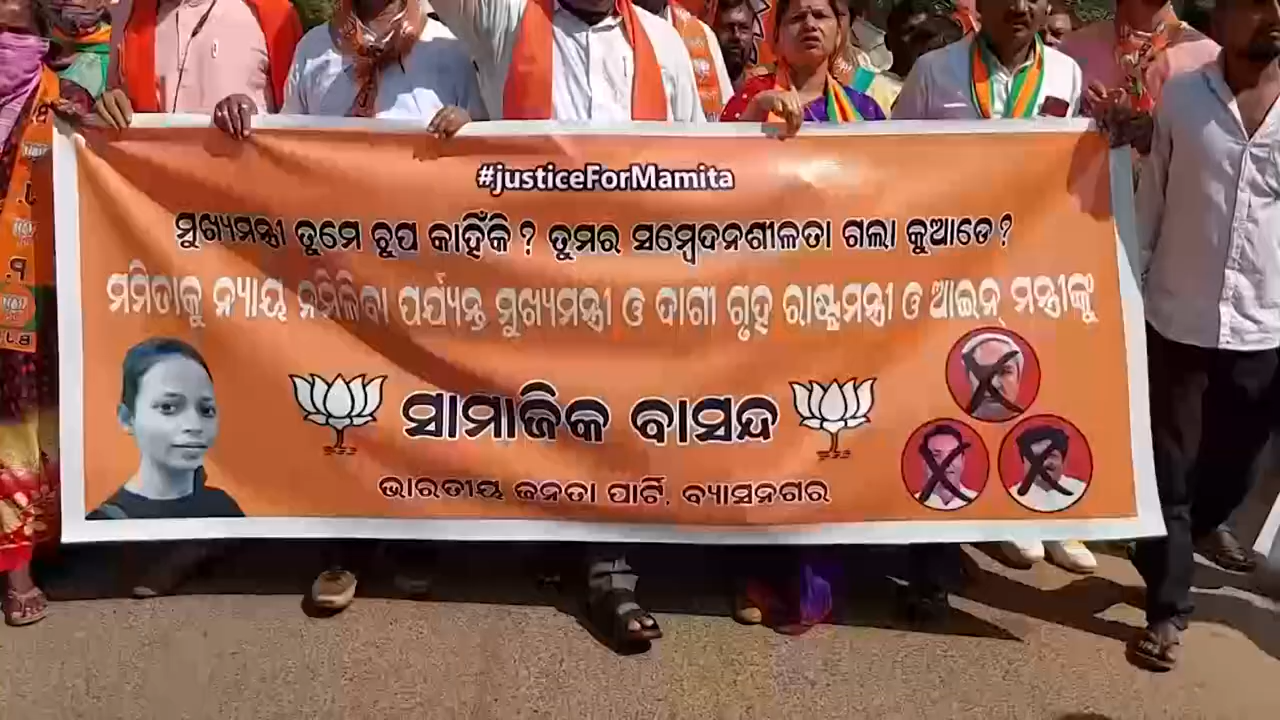 #justiceForMamita
ମୁଖ୍ୟମନ୍ତ୍ରୀ ତୁମେ ଚୁପ କାହିଁକି ? ତୁମର ସମ୍ବେଦନଶୀଳତା ଗଲା କୁଆଡେ ?
ମମିତାକୁ ନ୍ୟାୟ ନମିଳିବା ପର୍ଯ୍ୟନ୍ତ ମୁଖ୍ୟମନ୍ତ୍ରୀ ଓ ଦାଗୀ ଗୃହ ରାଷ୍ଟ୍ରମନ୍ତ୍ରୀ ଓ ଆଇନ୍ ମନ୍ତ୍ରୀଙ୍କୁ
ସାମାଜିକ ବାସନ୍ଦ
ଭାରତୀୟ ଜନତା ପାର୍ଟି, ବ୍ୟାସନଗର